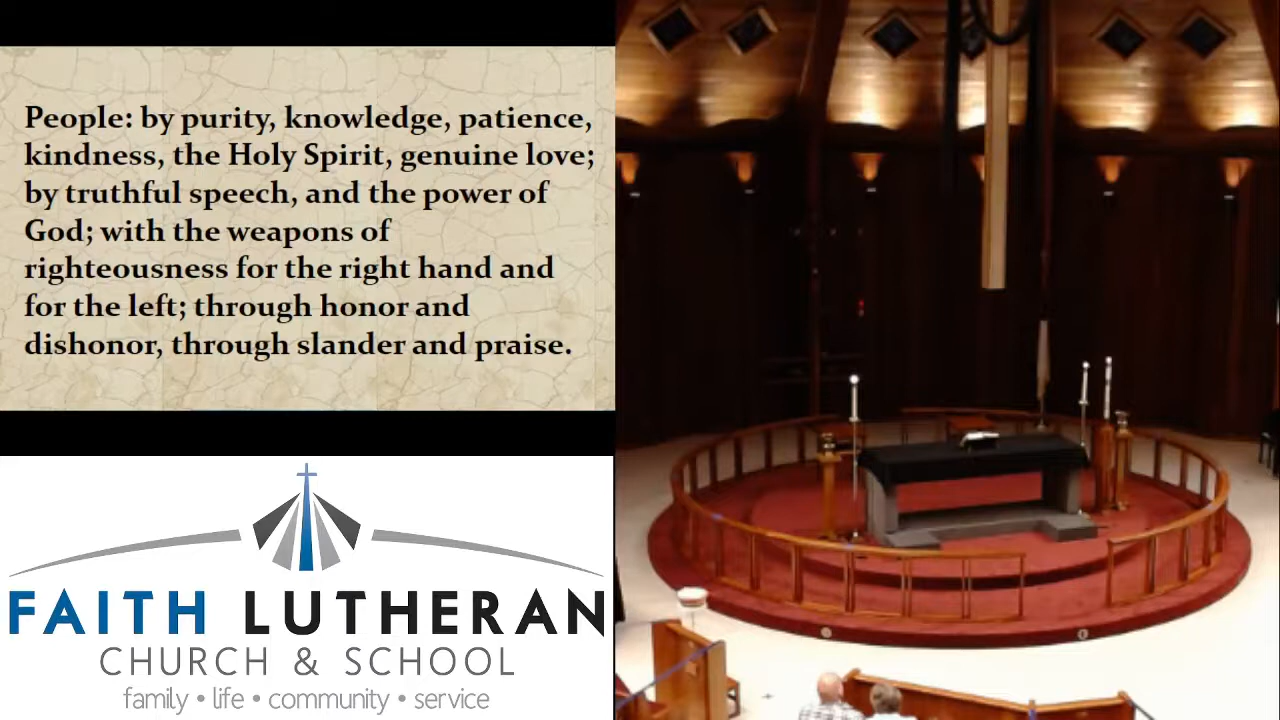 People: by purity, knowledge, patience,
kindness, the Holy Spirit, genuine love;
by truthful speech, and the power of
God; with the weapons of
righteousness for the right hand and
for the left; through honor and
dishonor, through slander and praise.
FAITH LUTHERAN
CHURCH & SCHOOL
family • life • community • service